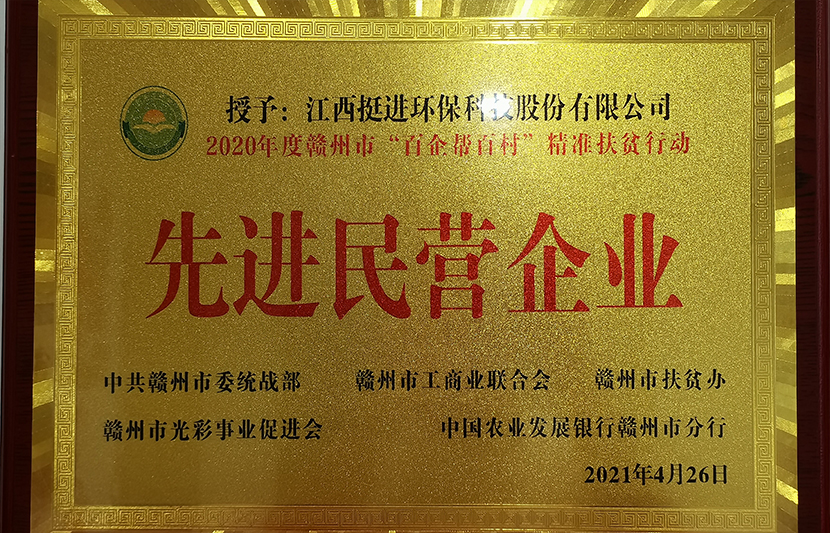 授予：江西挺进环保科技股份有限公司
2020年度赣州市“百企帮百村”精准扶贫行动
先进民营企业
中共赣州市委统战部 赣州市工商业联合会 赣州市扶贫办
赣州市光彩事业促进会 中国农业发展银行赣州市分行
2021年4月26日